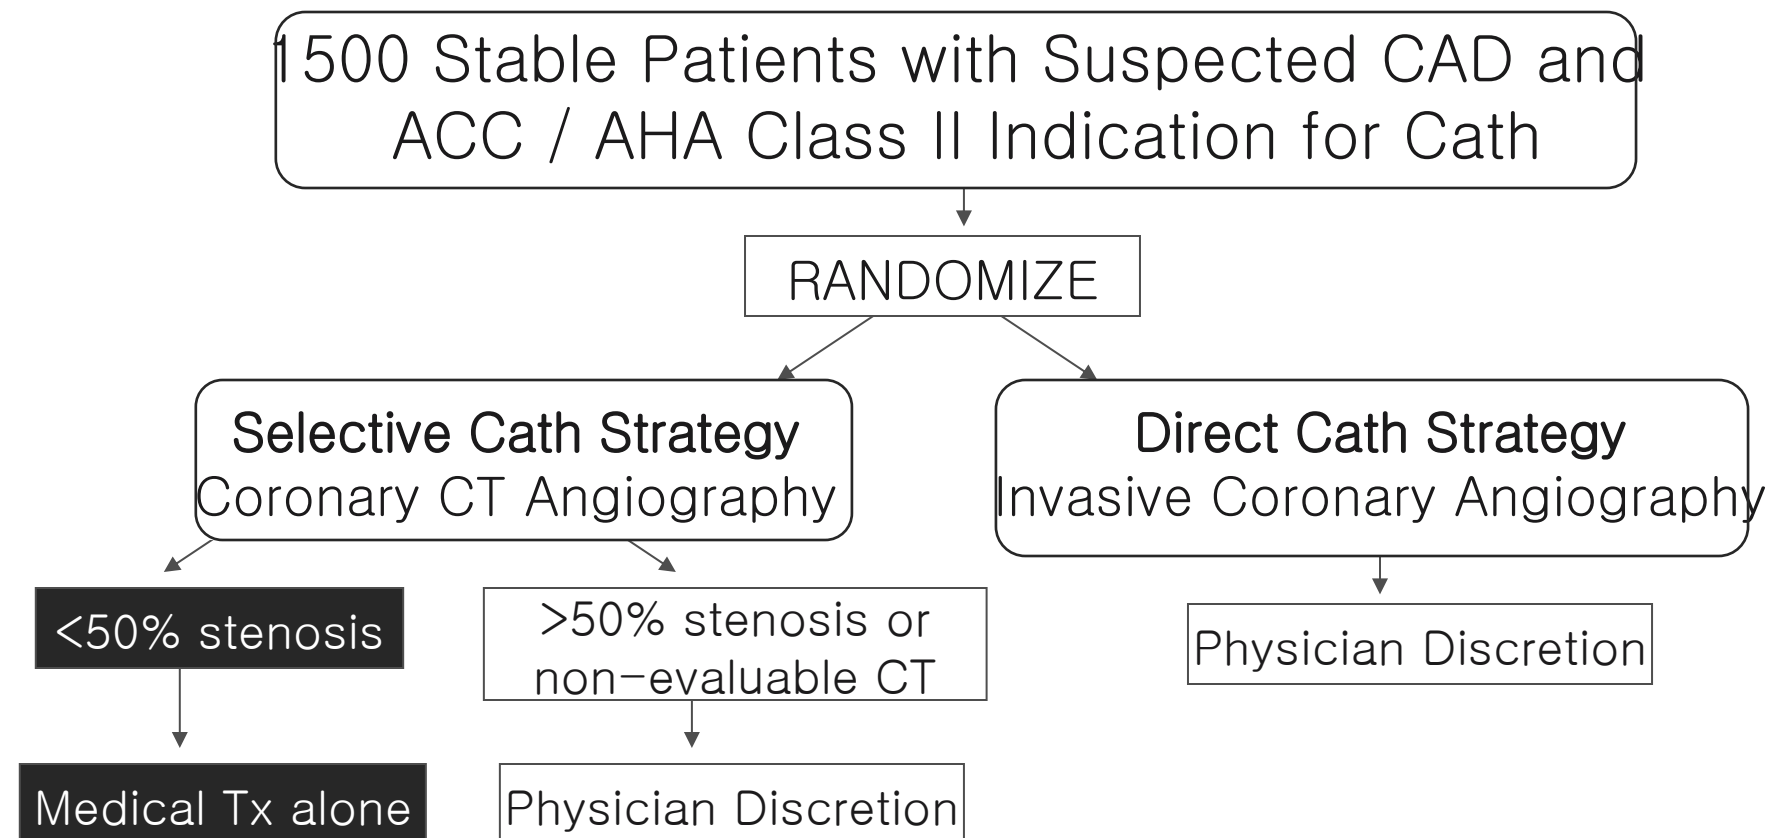 1500 Stable Patients with Suspected CAD and
ACC / AHA Class II Indication for Cath
RANDOMIZE
Selective Cath Strategy
Coronary CT Angiography
Direct Cath Strategy
Invasive Coronary Angiography
<50% stenosis
>50% stenosis or
non-evaluable CT
Physician Discretion
Medical Tx alone
Physician Discretion